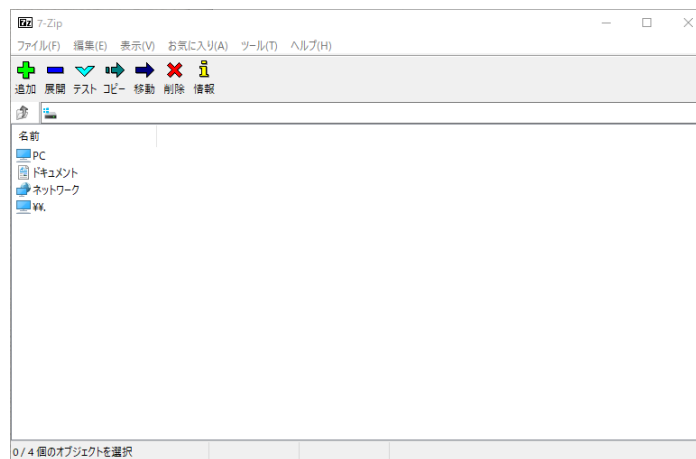 7z 7-Zip
ファイル(F) 編集(E) 表示(V) お気に入り(A) ツール(T) ヘルプ(H)
追加 展開 テスト コピー 移動 削除 情報
名前
PC
ドキュメント
ネットワーク
¥¥.
0 / 4 個のオブジェクトを選択